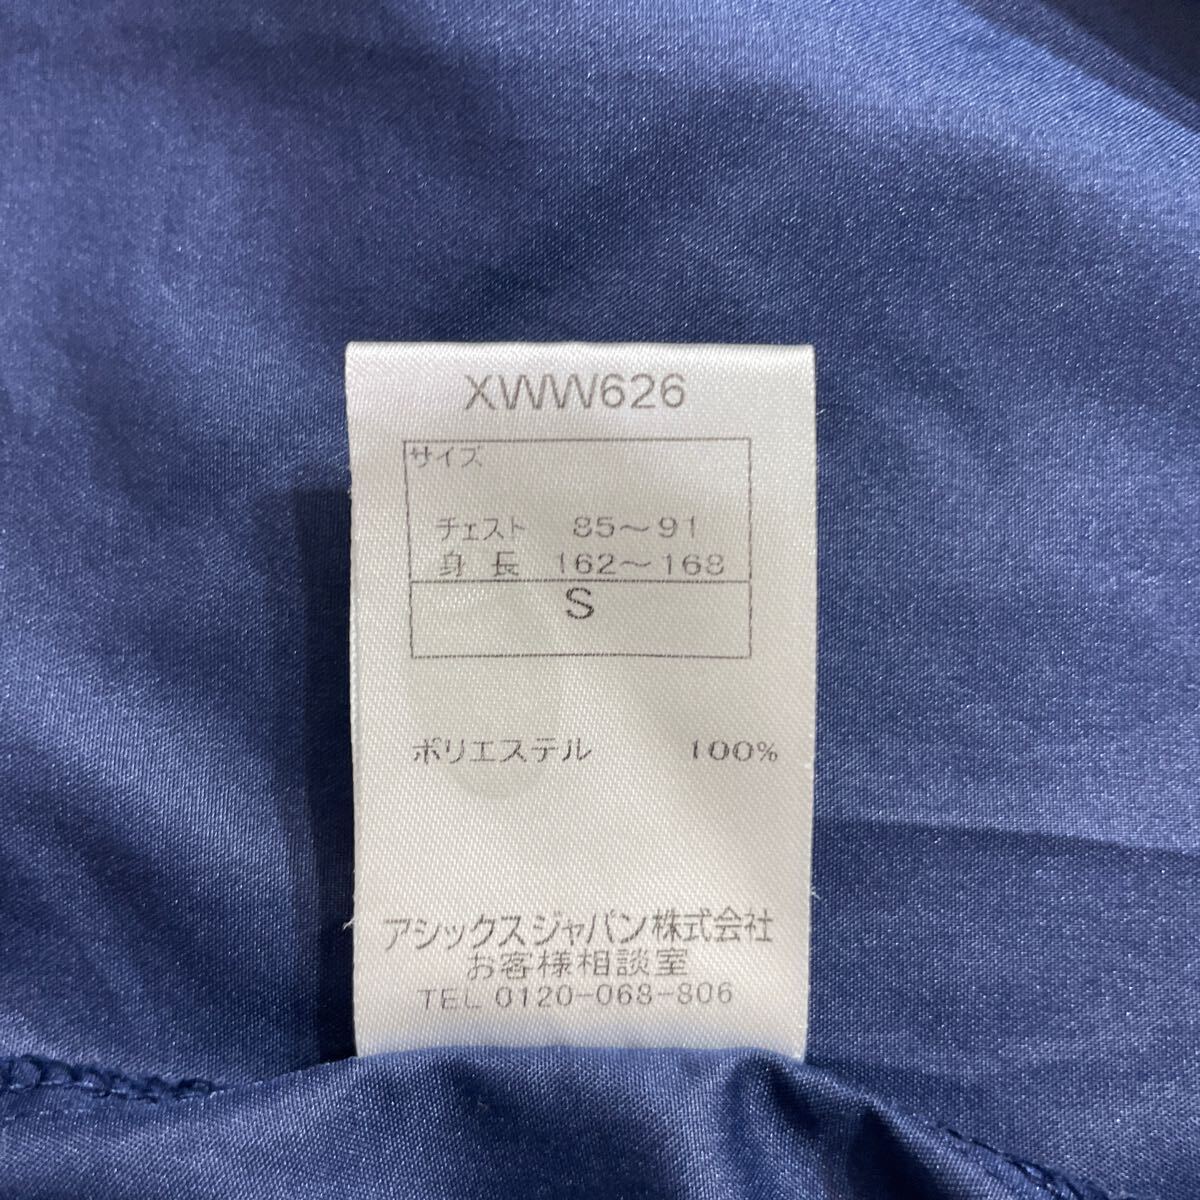 XWW626
サイズ
チェスト 85〜91
身長 162〜168
S
ポリエステル 100%
アシックスジャパン株式会社
お客様相談室
TEL 0120-068-806